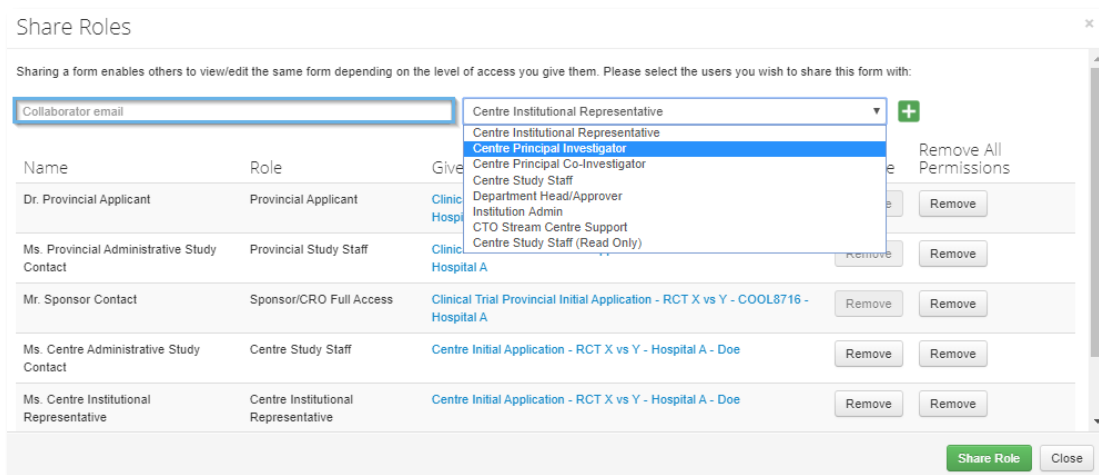 Share Roles
×
Sharing a form enables others to view/edit the same form depending on the level of access you give them. Please select the users you wish to share this form with:
Collaborator email
Centre Institutional Representative
Centre Institutional Representative
Centre Principal Investigator
Centre Principal Co-Investigator
Centre Study Staff
Department Head/Approver
Institution Admin
CTO Stream Centre Support
Centre Study Staff (Read Only)
Name
Role
Remove All
Permissions
Dr. Provincial Applicant
Provincial Applicant
Remove
Ms. Provincial Administrative Study
Contact
Provincial Study Staff
Hospital A
Remove
Remove
Mr. Sponsor Contact
Sponsor/CRO Full Access
Clinical Trial Provincial Initial Application - RCT X vs Y - COOL8716 -
Hospital A
Remove
Remove
Ms. Centre Administrative Study
Contact
Centre Study Staff
Centre Initial Application - RCT X vs Y - Hospital A - Doe
Remove
Remove
Ms. Centre Institutional
Representative
Centre Institutional
Representative
Centre Initial Application - RCT X vs Y - Hospital A - Doe
Remove
Remove
Share Role
Close